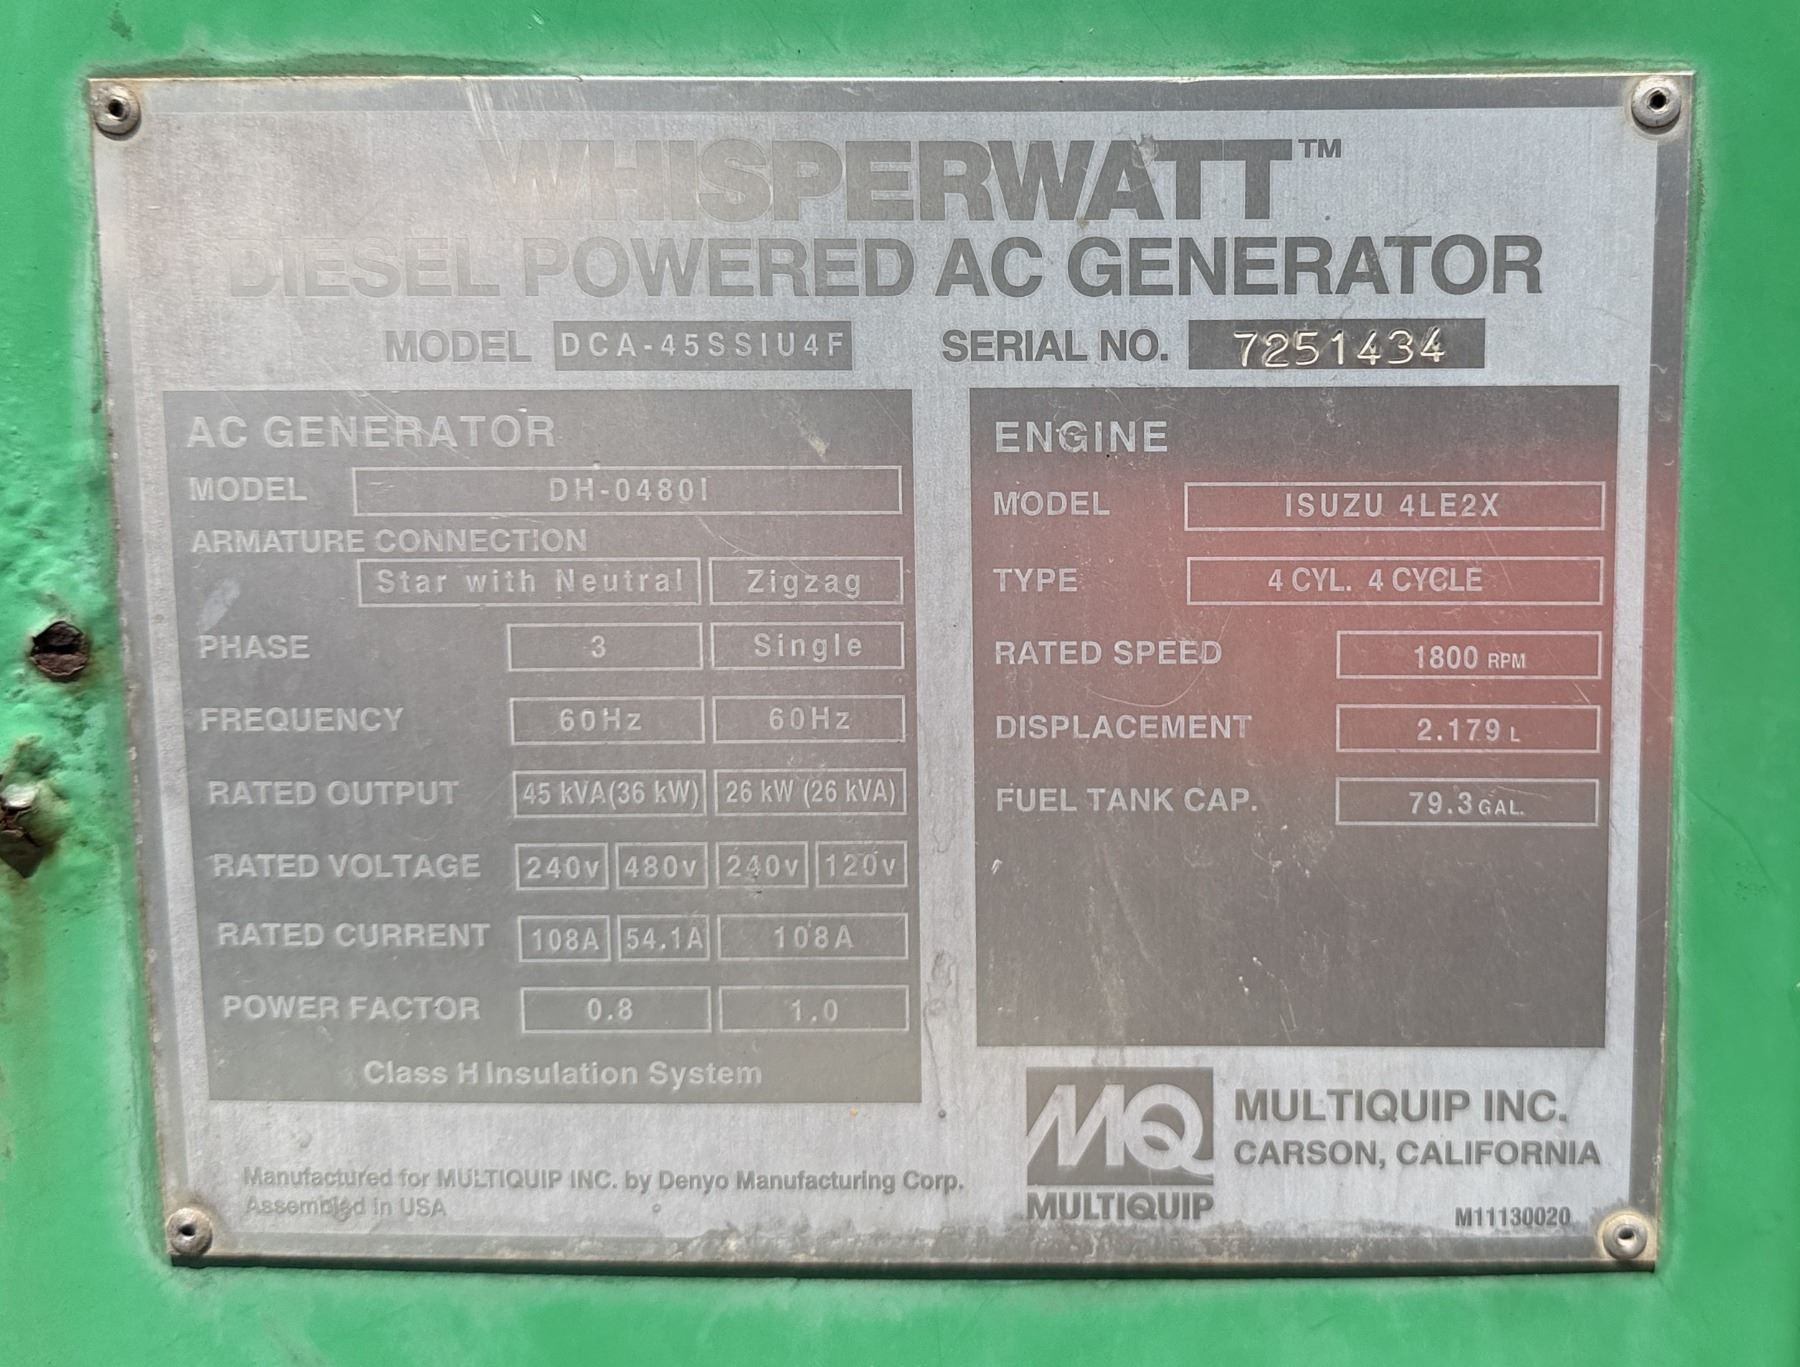 WHISPERWATT™
DIESEL POWERED AC GENERATOR
MODEL DCA-45SSIU4F SERIAL NO. 7251434
AC GENERATOR
MODEL DH-0480I
ARMATURE CONNECTION
Star with Neutral Zigzag
PHASE 3 Single
FREQUENCY 60Hz 60Hz
RATED OUTPUT 45 kVA(36 kW) 26 kW (26 kVA)
RATED VOLTAGE 240v 480v 240v 120v
RATED CURRENT 108A 54.1A 108A
POWER FACTOR 0.8 1.0
Class H Insulation System
ENGINE
MODEL ISUZU 4LE2X
TYPE 4 CYL. 4 CYCLE
RATED SPEED 1800 RPM
DISPLACEMENT 2.179 L
FUEL TANK CAP. 79.3 GAL.
Manufactured for MULTIQUIP INC. by Denyo Manufacturing Corp.
Assembled in USA
MQ
MULTIQUIP
MULTIQUIP INC.
CARSON, CALIFORNIA
M11130020